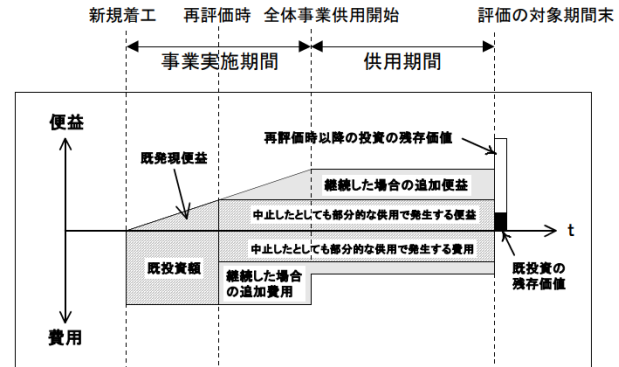 新規着工 再評価時 全体事業供用開始 評価の対象期間末
事業実施期間 供用期間
便益
再評価時以降の投資の残存価値
既発現便益
継続した場合の追加便益
中止したとしても部分的な供用で発生する便益
t
中止したとしても部分的な供用で発生する費用
既投資額
継続した場合
の追加費用
既投資の
残存価値
費用